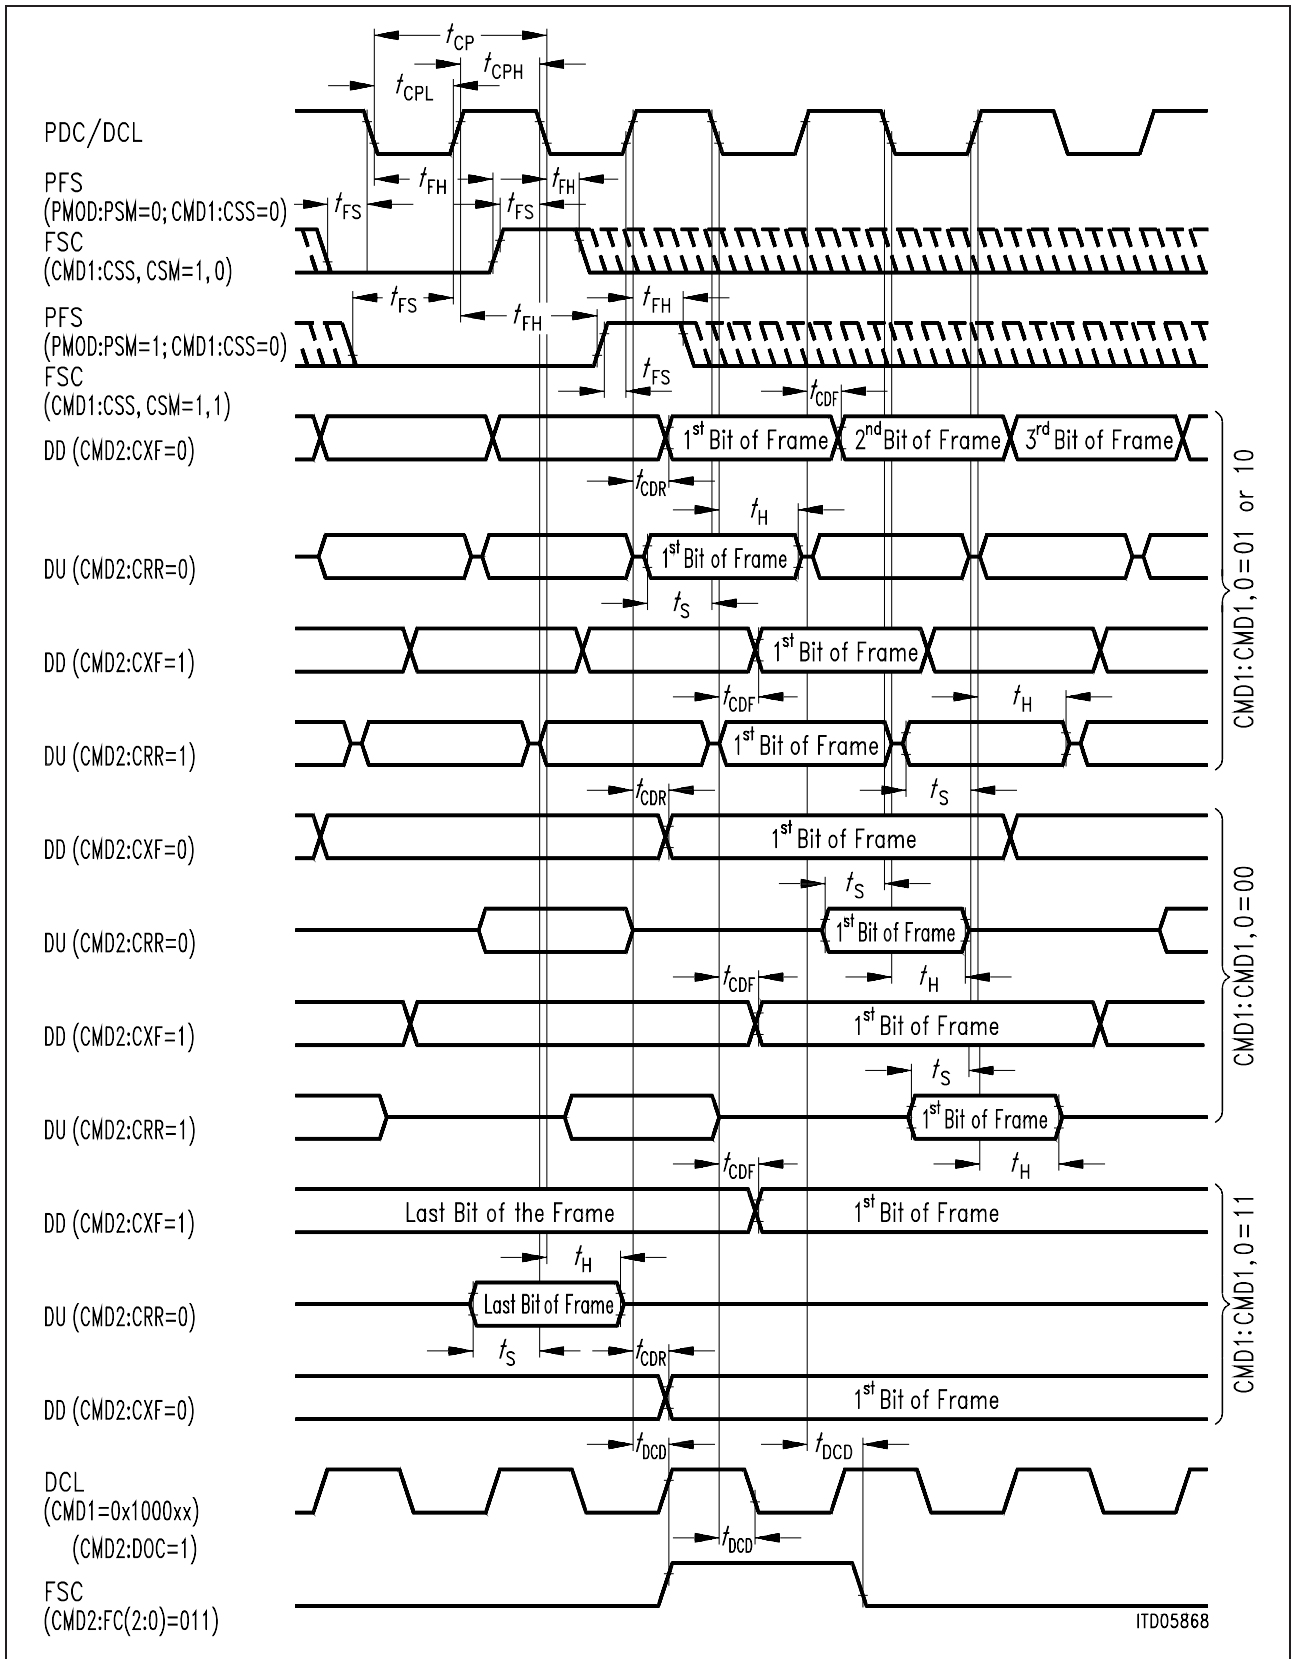 tCP
tCPH
tCPL
PDC/DCL
tFH
tFH
PFS
(PMOD:PSM=0; CMD1:CSS=0)
tFS
tFS
FSC
(CMD1:CSS, CSM=1,0)
tFS
tFH
tFH
PFS
(PMOD:PSM=1; CMD1:CSS=0)
FSC
(CMD1:CSS, CSM=1,1)
tFS
tCDF
DD (CMD2:CXF=0)
1st Bit of Frame
2nd Bit of Frame
3rd Bit of Frame
tCDR
tH
DU (CMD2:CRR=0)
1st Bit of Frame
tS
DD (CMD2:CXF=1)
1st Bit of Frame
tCDF
tH
DU (CMD2:CRR=1)
1st Bit of Frame
CMD1:CMD1,0=01 or 10
tCDR
tS
DD (CMD2:CXF=0)
1st Bit of Frame
tS
DU (CMD2:CRR=0)
1st Bit of Frame
tCDF
tH
DD (CMD2:CXF=1)
1st Bit of Frame
tS
DU (CMD2:CRR=1)
1st Bit of Frame
CMD1:CMD1,0=00
tCDF
tH
DD (CMD2:CXF=1)
Last Bit of the Frame
1st Bit of Frame
tH
DU (CMD2:CRR=0)
Last Bit of Frame
tS
tCDR
DD (CMD2:CXF=0)
1st Bit of Frame
CMD1:CMD1,0=11
tDCD
tDCD
DCL
(CMD1=0x1000xx)
(CMD2:DOC=1)
tDCD
FSC
(CMD2:FC(2:0)=011)
ITD05868